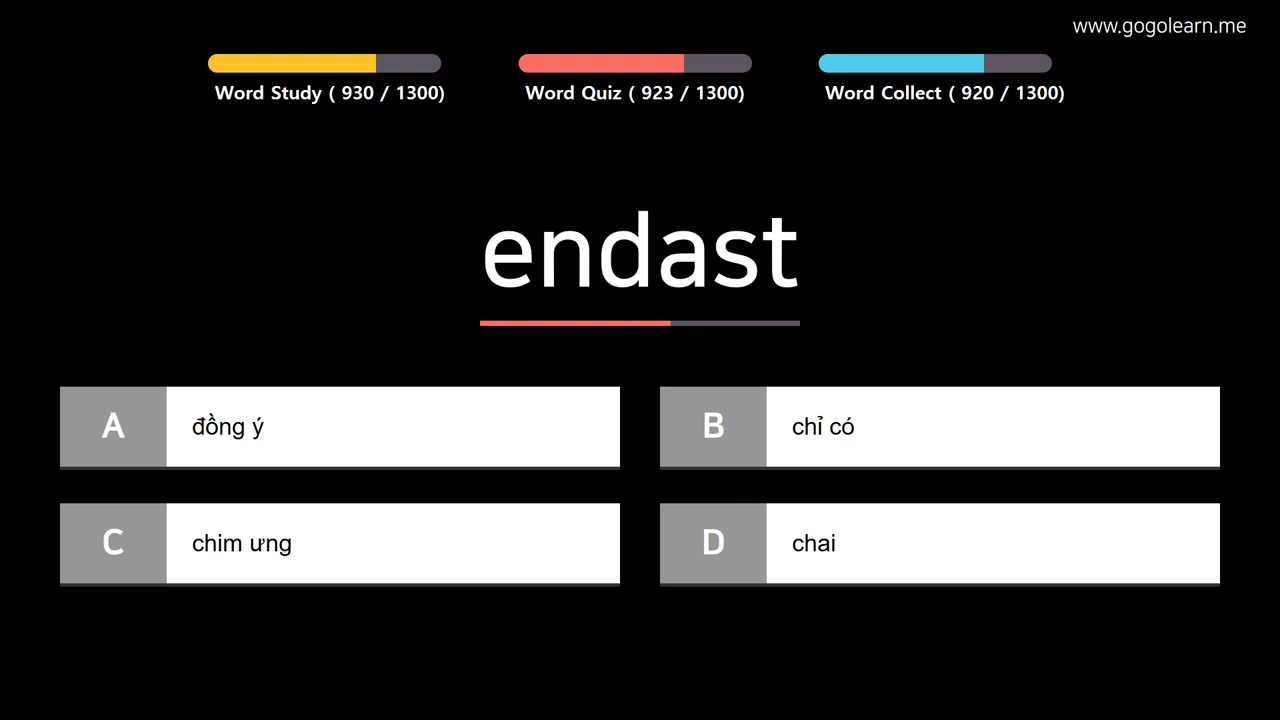 www.gogolearn.me
Word Study ( 930 / 1300)
Word Quiz ( 923 / 1300)
Word Collect ( 920 / 1300)
endast
A
đồng ý
B
chỉ có
C
chim ưng
D
chai